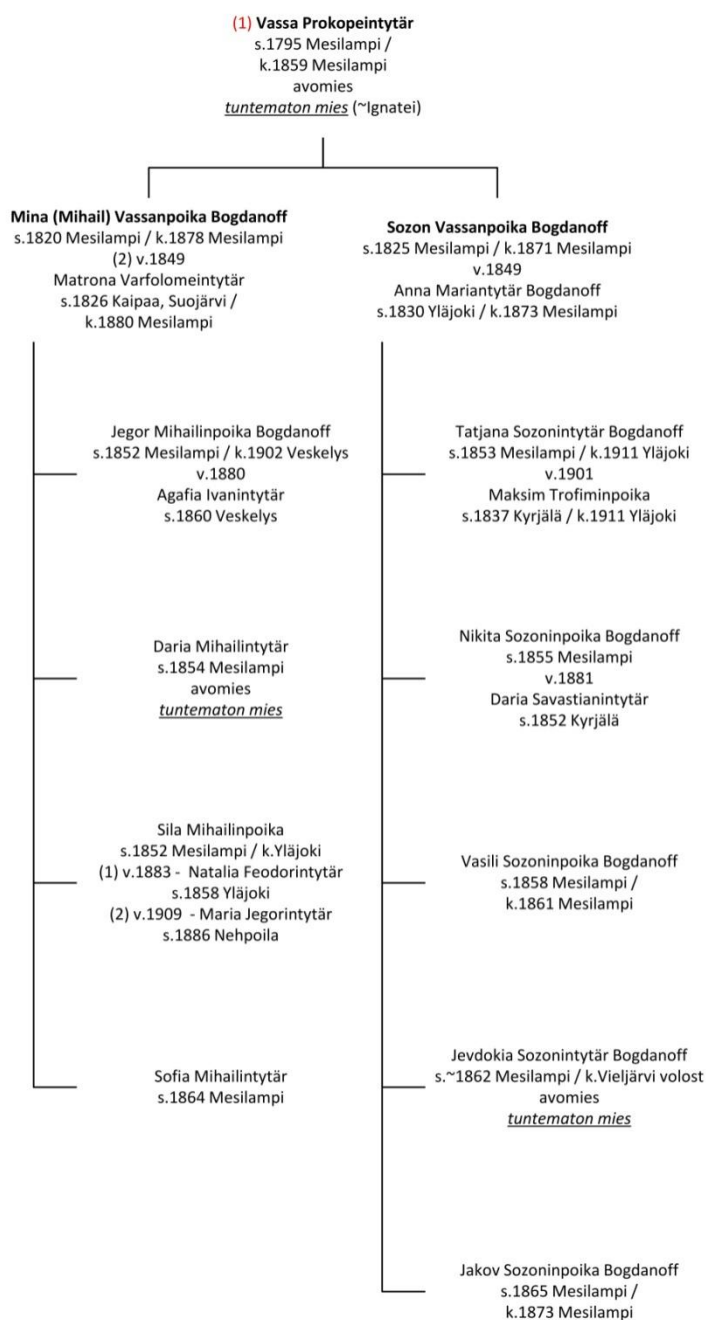 (1) Vassa Prokopeintytär
s.1795 Mesilampi /
k.1859 Mesilampi
avomies
tuntematon mies (~Ignatei)
Mina (Mihail) Vassanpoika Bogdanoff
s.1820 Mesilampi / k.1878 Mesilampi
(2) v.1849
Matrona Varfolomeintytär
s.1826 Kaipaa, Suojärvi /
k.1880 Mesilampi
Jegor Mihailinpoika Bogdanoff
s.1852 Mesilampi / k.1902 Veskelys
v.1880
Agafia Ivanintytär
s.1860 Veskelys
Daria Mihailintytär
s.1854 Mesilampi
avomies
tuntematon mies
Sila Mihailinpoika
s.1852 Mesilampi / k.Yläjoki
(1) v.1883 - Natalia Feodorintytär
s.1858 Yläjoki
(2) v.1909 - Maria Jegorintytär
s.1886 Nehpoila
Sofia Mihailintytär
s.1864 Mesilampi
Sozon Vassanpoika Bogdanoff
s.1825 Mesilampi / k.1871 Mesilampi
v.1849
Anna Mariantytär Bogdanoff
s.1830 Yläjoki / k.1873 Mesilampi
Tatjana Sozonintytär Bogdanoff
s.1853 Mesilampi / k.1911 Yläjoki
v.1901
Maksim Trofiminpoika
s.1837 Kyrjälä / k.1911 Yläjoki
Nikita Sozoninpoika Bogdanoff
s.1855 Mesilampi
v.1881
Daria Savastianintytär
s.1852 Kyrjälä
Vasili Sozoninpoika Bogdanoff
s.1858 Mesilampi /
k.1861 Mesilampi
Jevdokia Sozonintytär Bogdanoff
s.~1862 Mesilampi / k.Vieljärvi volost
avomies
tuntematon mies
Jakov Sozoninpoika Bogdanoff
s.1865 Mesilampi /
k.1873 Mesilampi